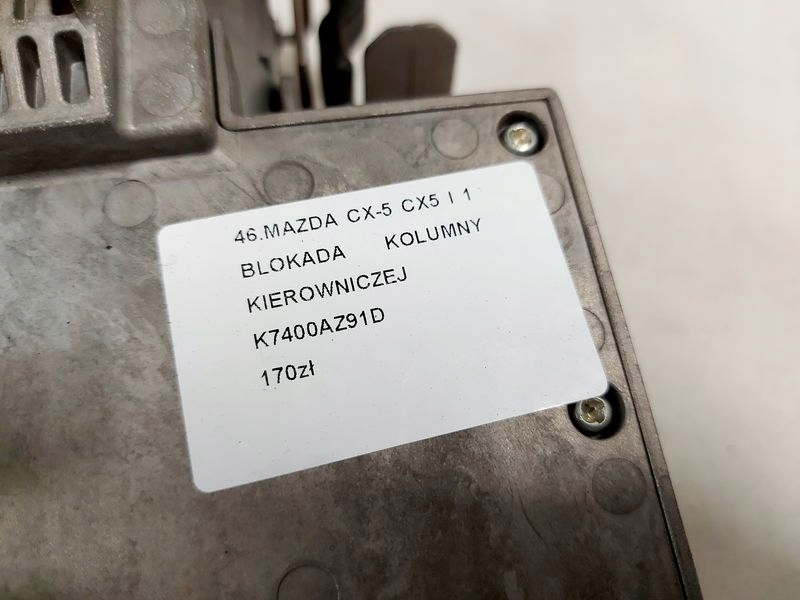 46.MAZDA CX-5 CX5 I 1
BLOKADA KOLUMNY
KIEROWNICZEJ
K7400AZ91D
170zł